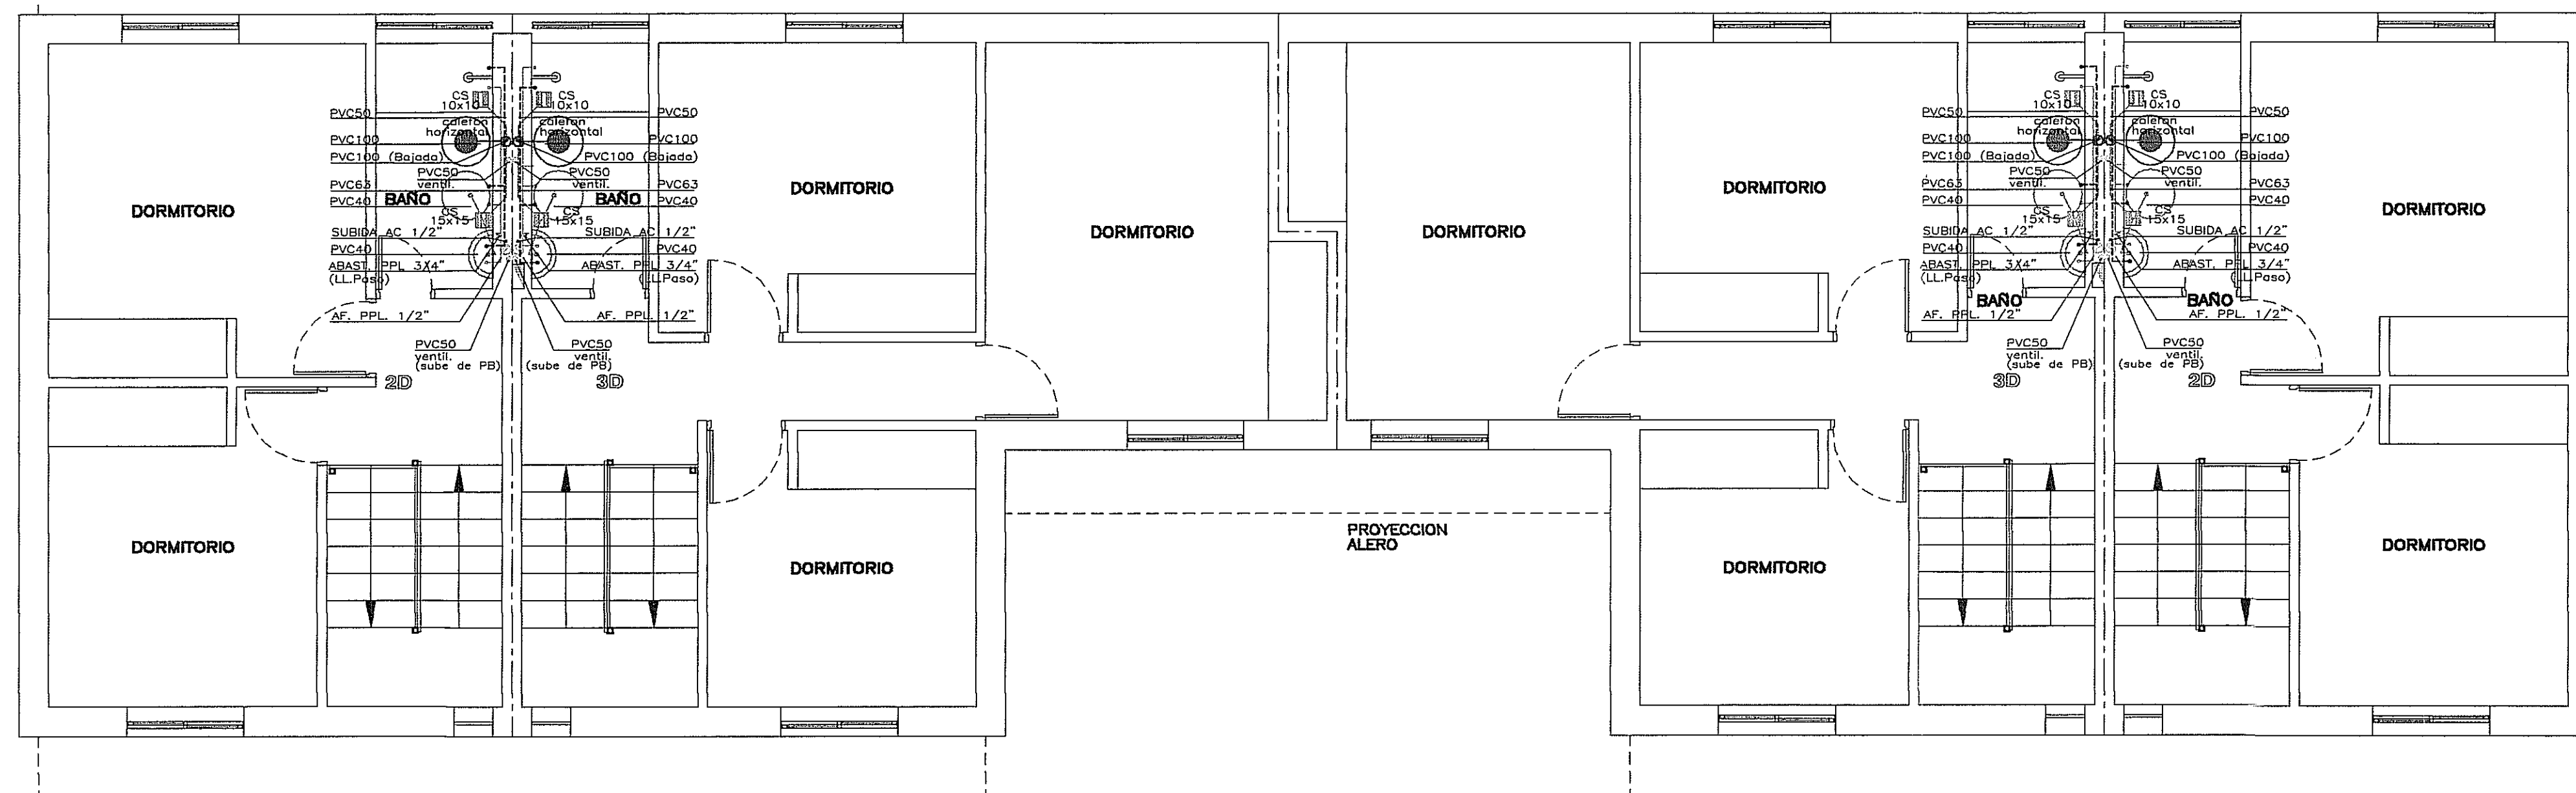 CS
10x10
CS
10x10
PVC50
PVC50
calefon
horizontal
calefon
horizontal
PVC100
PVC100
PVC100 (Bajada)
PVC100 (Bajada)
PVC50
ventil.
PVC50
ventil.
PVC63
PVC63
BAÑO
BAÑO
PVC40
PVC40
CS
15x15
CS
15x15
SUBIDA AC 1/2"
SUBIDA AC 1/2"
PVC40
PVC40
ABAST. PPL 3/4"
(LL.Paso)
ABAST. PPL 3/4"
(LL.Paso)
AF. PPL. 1/2"
AF. PPL. 1/2"
PVC50
ventil.
(sube de PB)
PVC50
ventil.
(sube de PB)
2D
3D
DORMITORIO
DORMITORIO
DORMITORIO
DORMITORIO
DORMITORIO
DORMITORIO
DORMITORIO
PROYECCION
ALERO
DORMITORIO
CS
10x10
CS
10x10
PVC50
PVC50
calefon
horizontal
calefon
horizontal
PVC100
PVC100
PVC100 (Bajada)
PVC100 (Bajada)
PVC50
ventil.
PVC50
ventil.
PVC63
PVC63
PVC40
PVC40
CS
15x15
CS
15x15
SUBIDA AC 1/2"
SUBIDA AC 1/2"
PVC40
PVC40
ABAST. PPL 3/4"
(LL.Paso)
ABAST. PPL 3/4"
(LL.Paso)
BAÑO
BAÑO
AF. PPL. 1/2"
AF. PPL. 1/2"
PVC50
ventil.
(sube de PB)
PVC50
ventil.
(sube de PB)
3D
2D
DORMITORIO
DORMITORIO